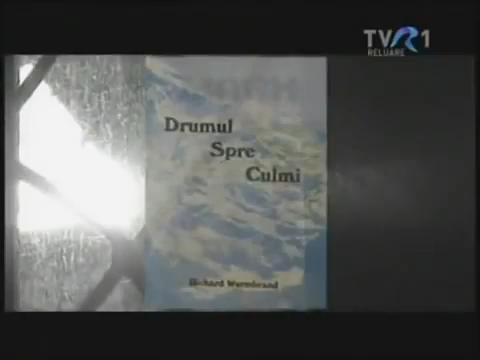 TVR1
RELUARE
Drumul
Spre
Culmi
Richard Wurmbrand